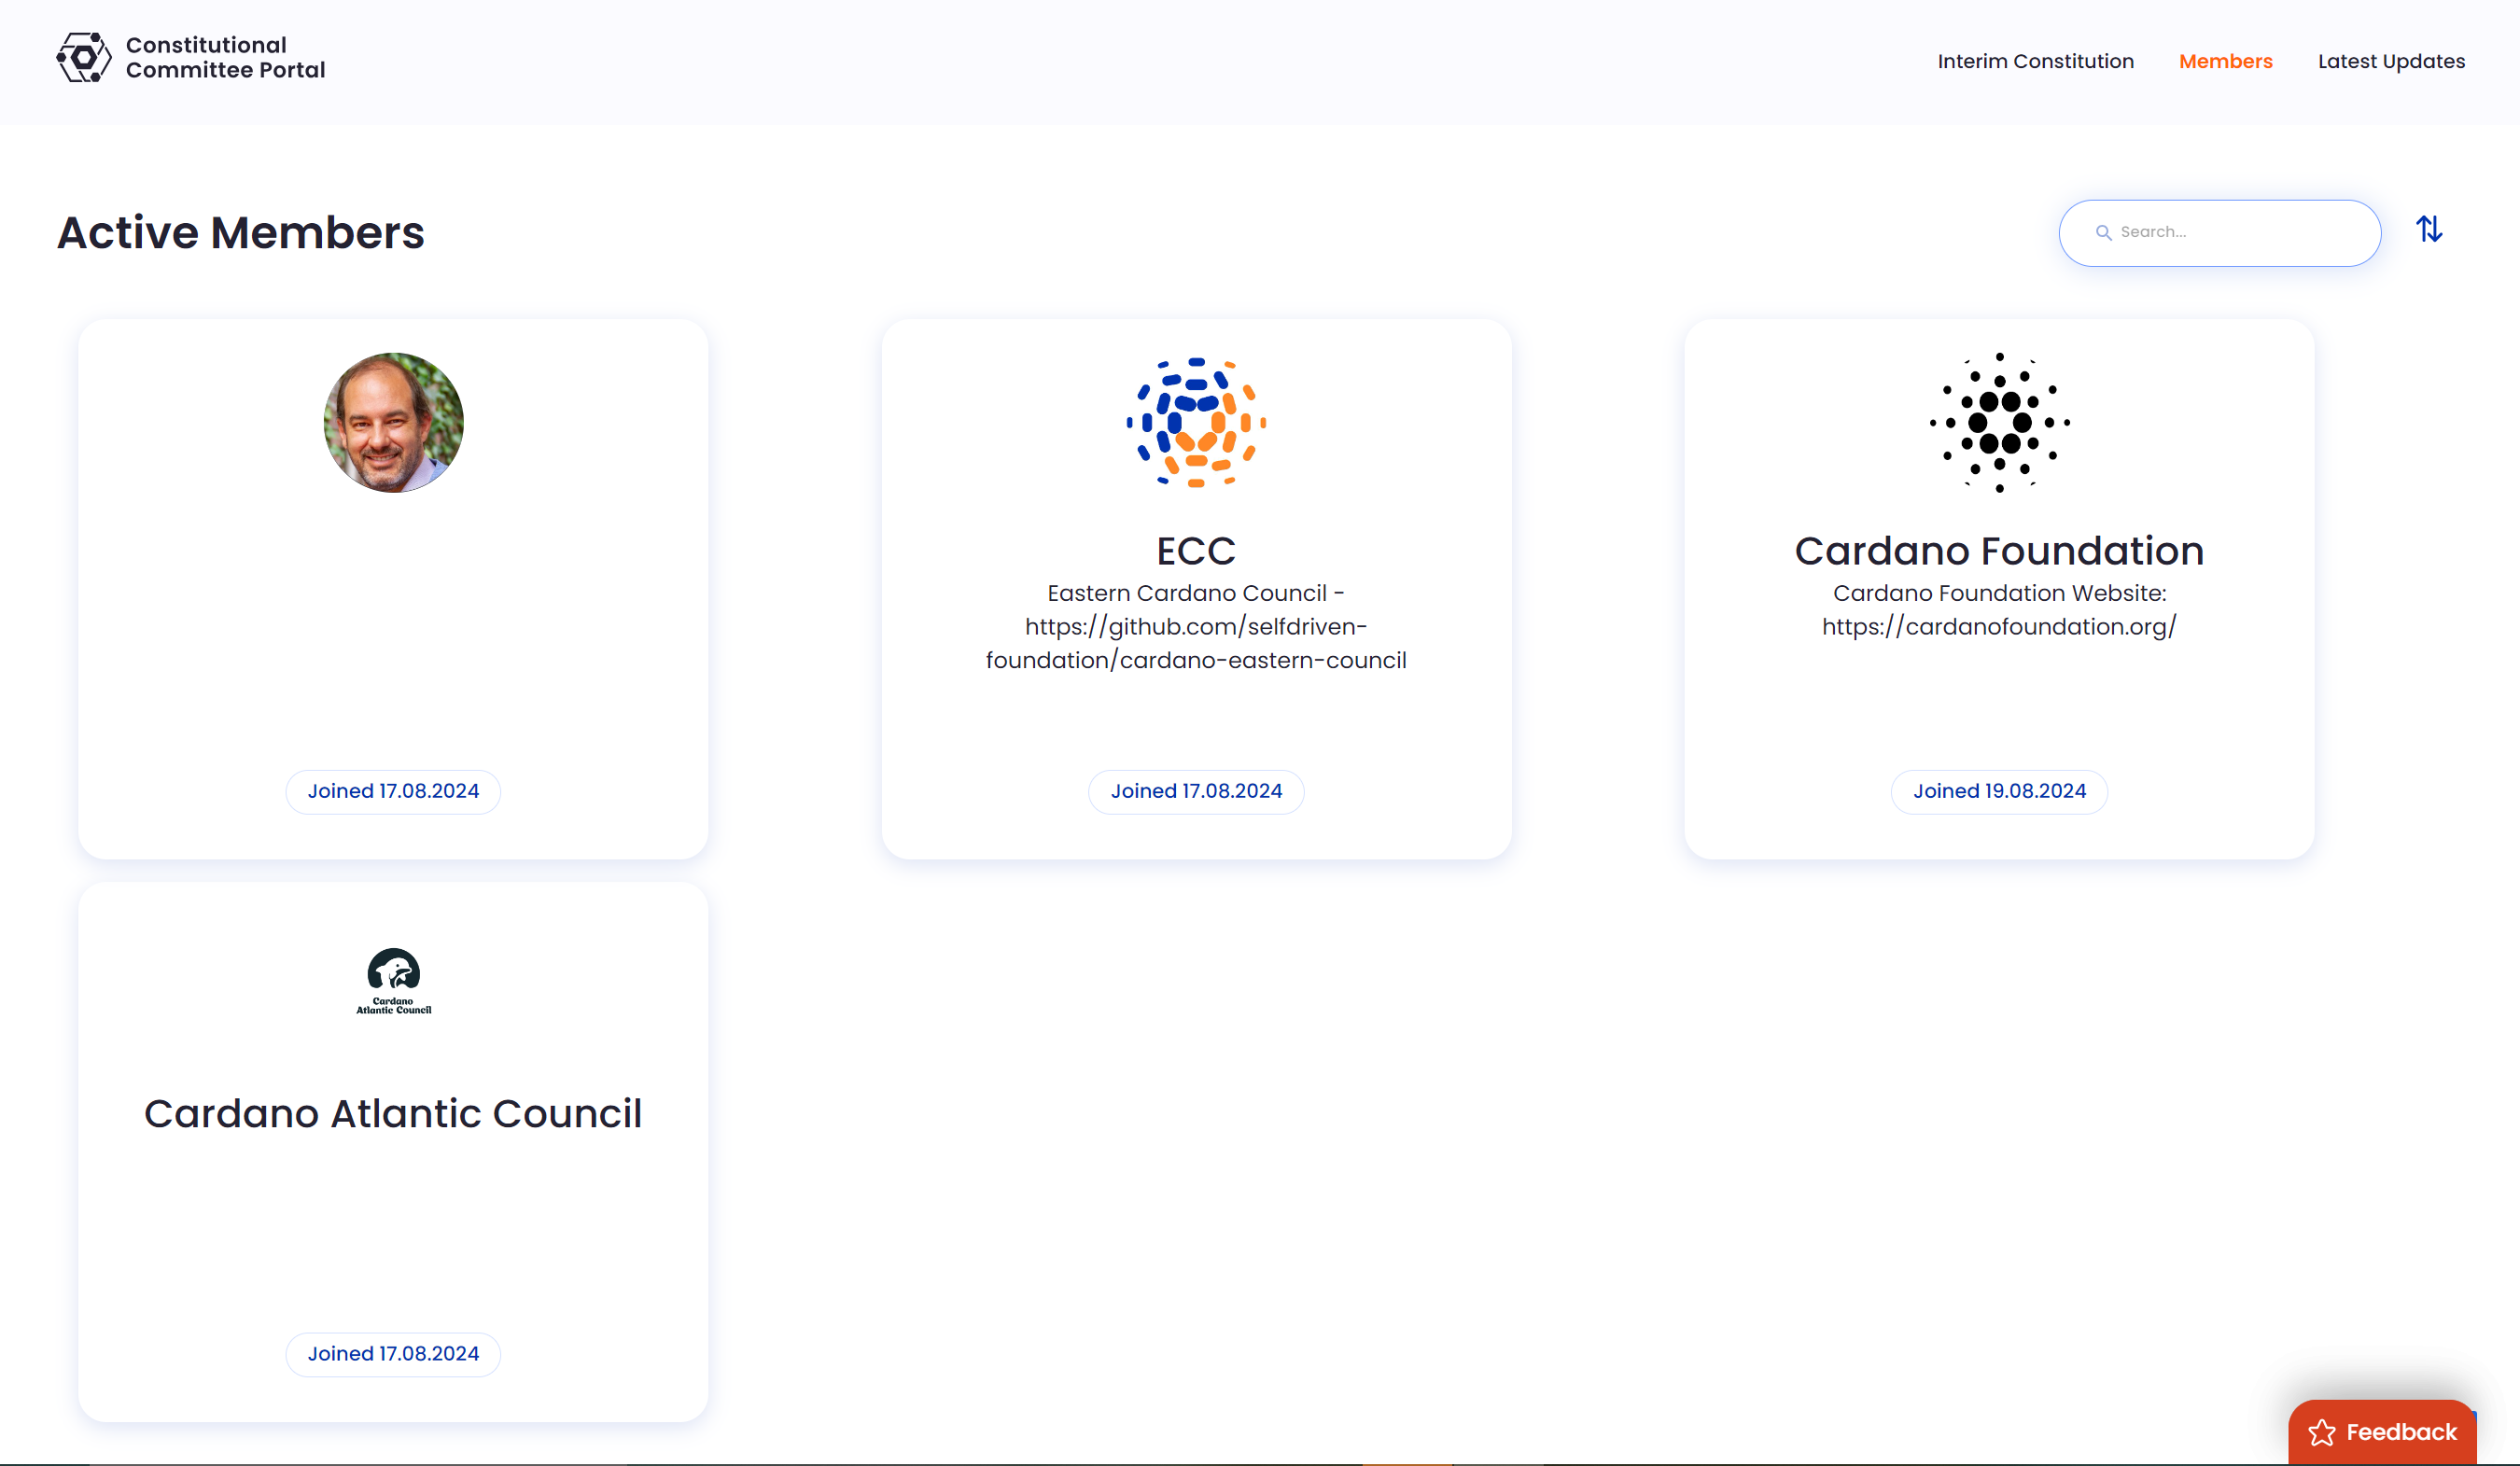 Constitutional
Committee Portal
Interim Constitution
Members
Latest Updates
Active Members
Search...
Joined 17.08.2024
ECC
Eastern Cardano Council -
https://github.com/selfdriven-
foundation/cardano-eastern-council
Joined 17.08.2024
Cardano Foundation
Cardano Foundation Website:
https://cardanofoundation.org/
Joined 19.08.2024
Cardano
Atlantic Council
Cardano Atlantic Council
Joined 17.08.2024
Feedback